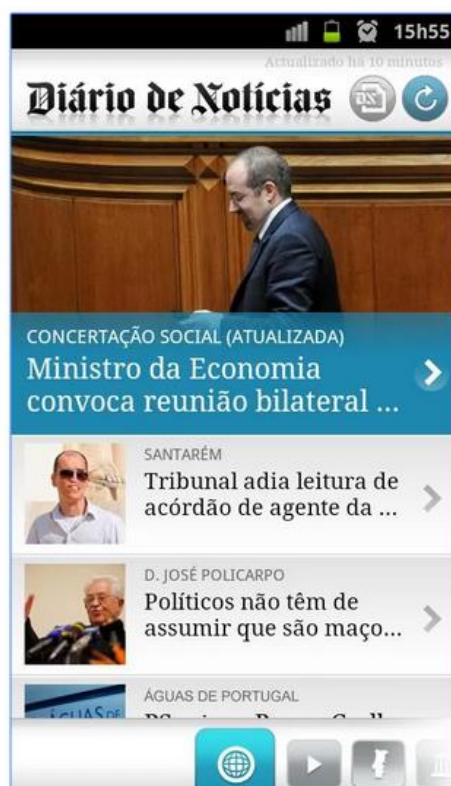 15h55
Actualizado há 10 minutos
Diário de Notícias
CONCERTAÇÃO SOCIAL (ATUALIZADA)
Ministro da Economia
convoca reunião bilateral ...
SANTARÉM
Tribunal adia leitura de
acórdão de agente da ...
D. JOSÉ POLICARPO
Políticos não têm de
assumir que são maço...
ÁGUAS DE PORTUGAL